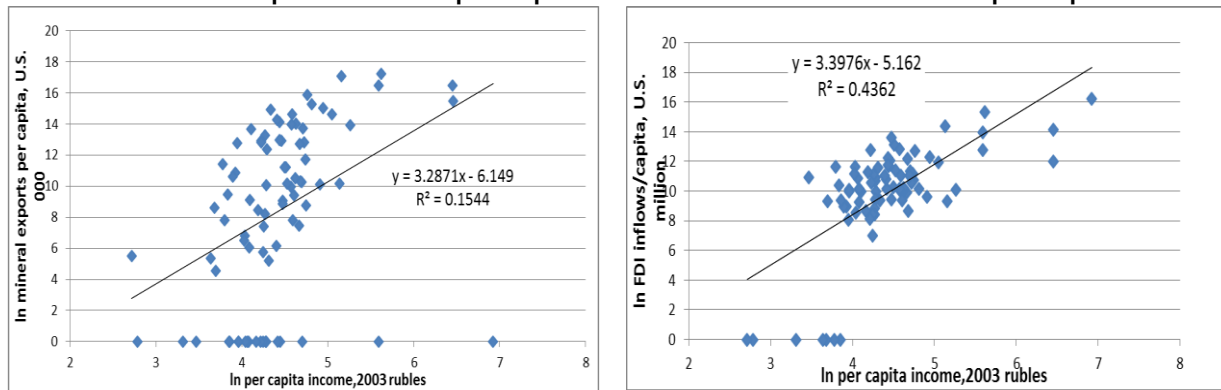 ln mineral exports per capita, U.S.
000
20
18
16
14
12
10
8
6
4
2
0
y = 3.2871x - 6.149
R² = 0.1544
2 3 4 5 6 7 8
ln per capita income,2003 rubles
ln FDI inflows/capita, U.S.
million
20
18
16
14
12
10
8
6
4
2
0
y = 3.3976x - 5.162
R² = 0.4362
2 3 4 5 6 7 8
ln per capita income,2003 rubles